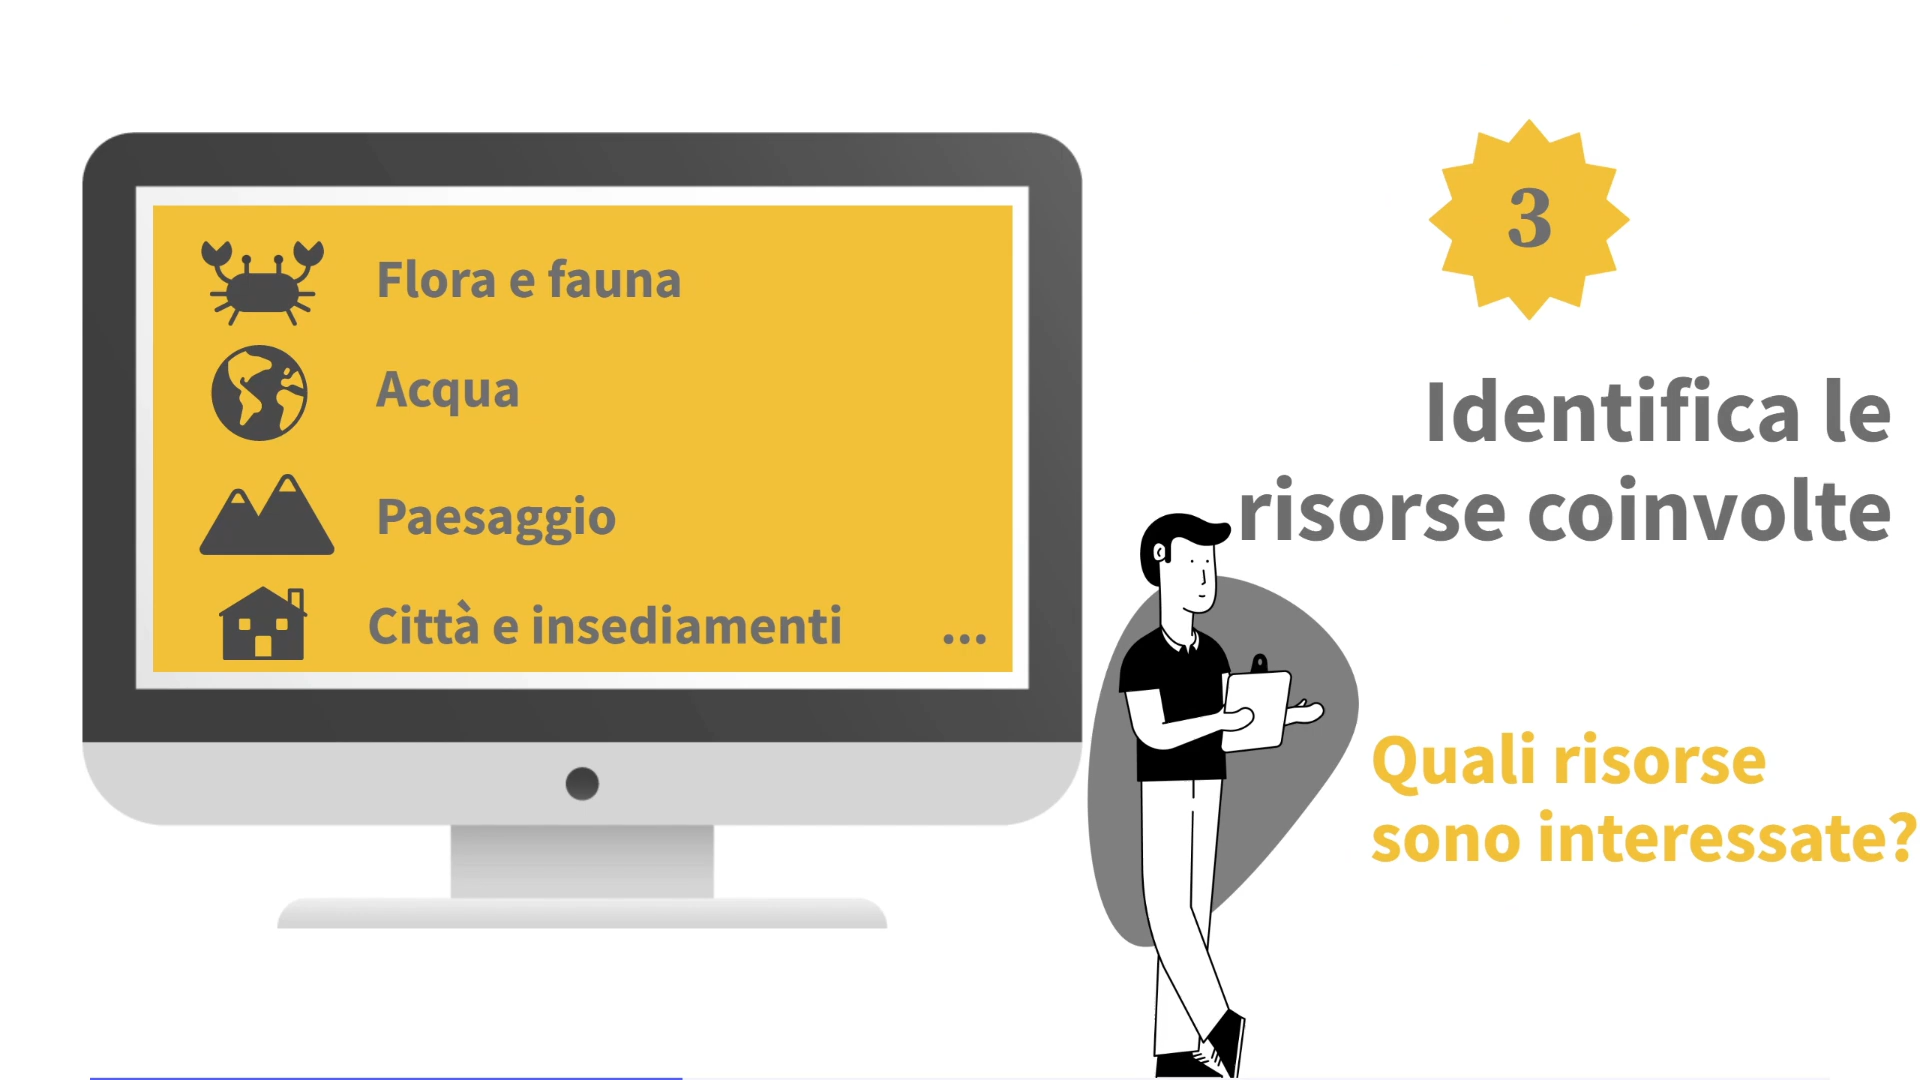 Flora e fauna
Acqua
Paesaggio
Città e insediamenti ...
3
Identifica le
risorse coinvolte
Quali risorse
sono interessate?